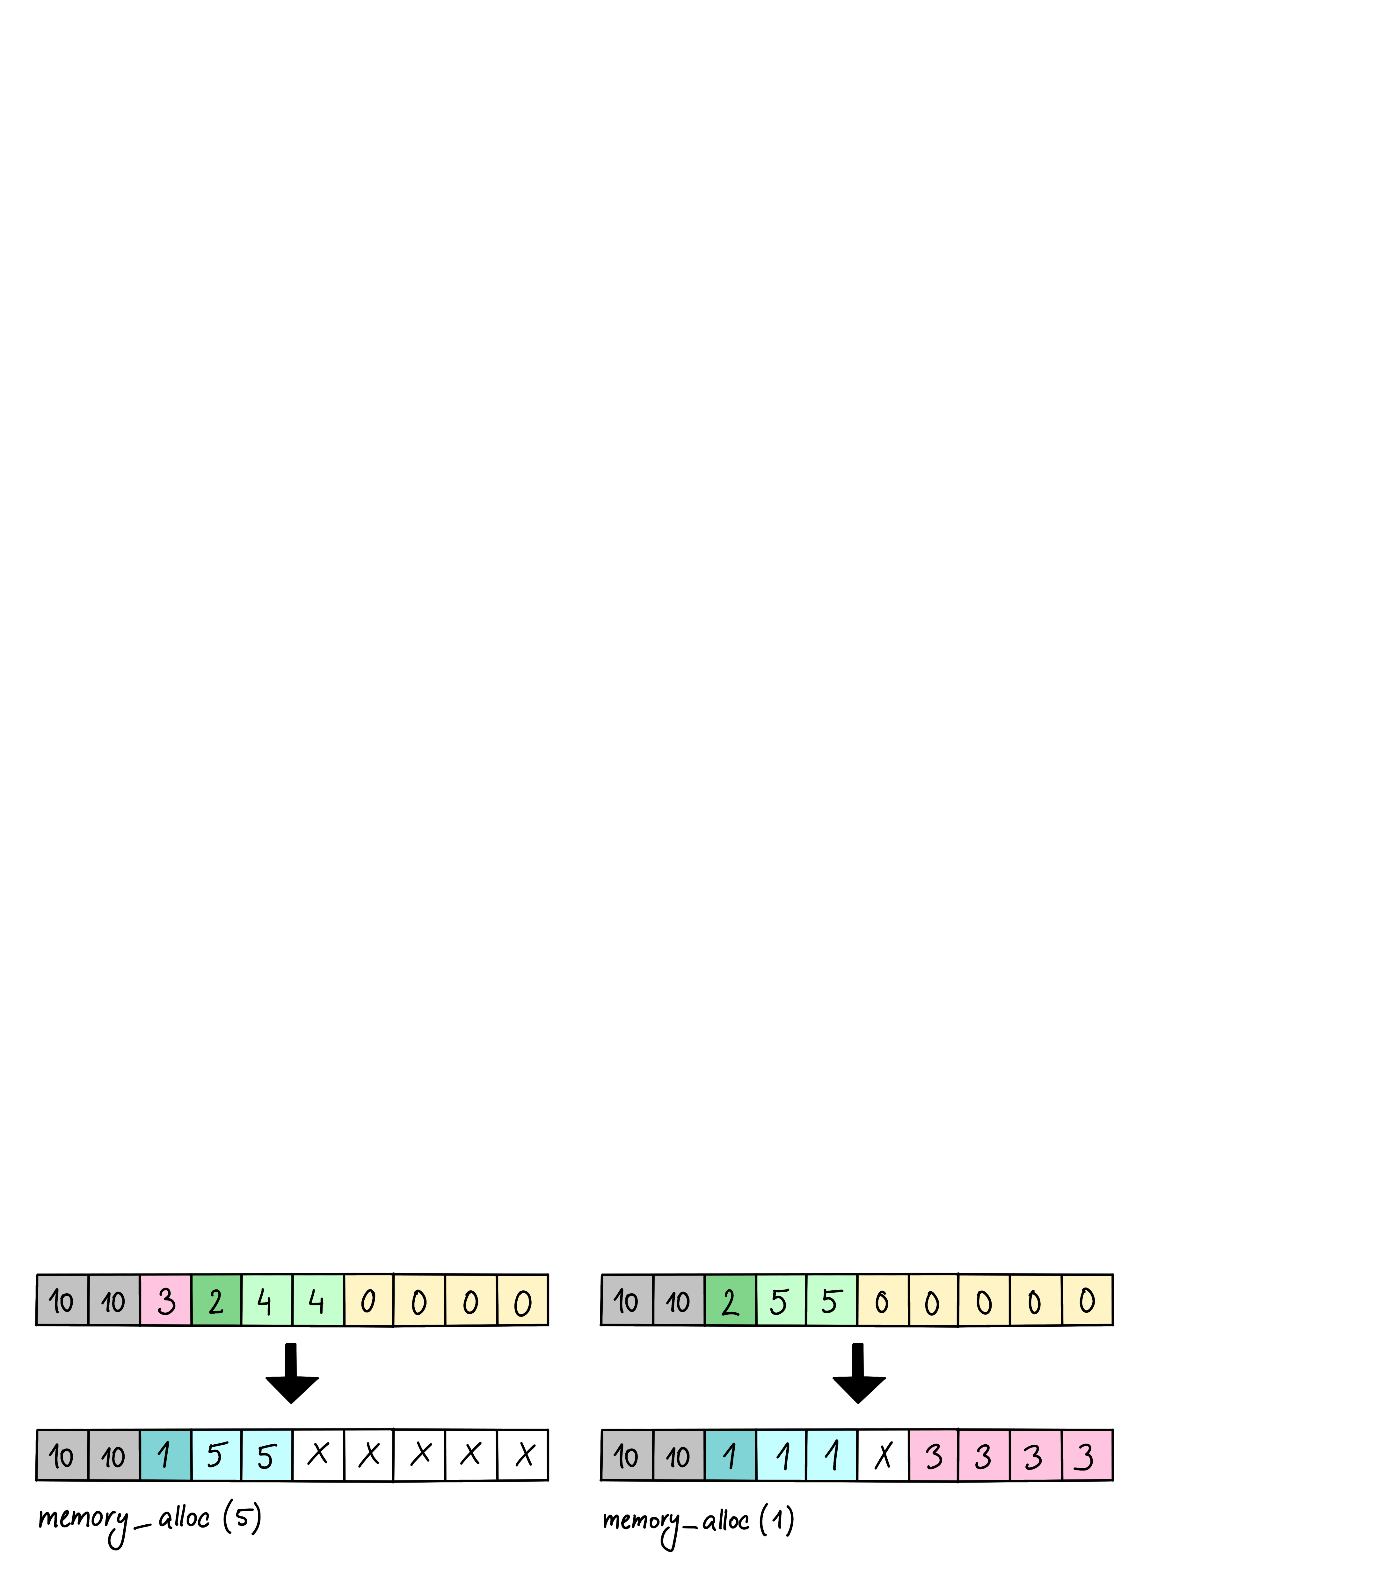 10 10 3 2 4 4 0 0 0 0
10 10 2 5 5 0 0 0 0 0
10 10 1 5 5 X X X X X
10 10 1 1 1 X 3 3 3 3
memory_alloc (5)
memory_alloc (1)